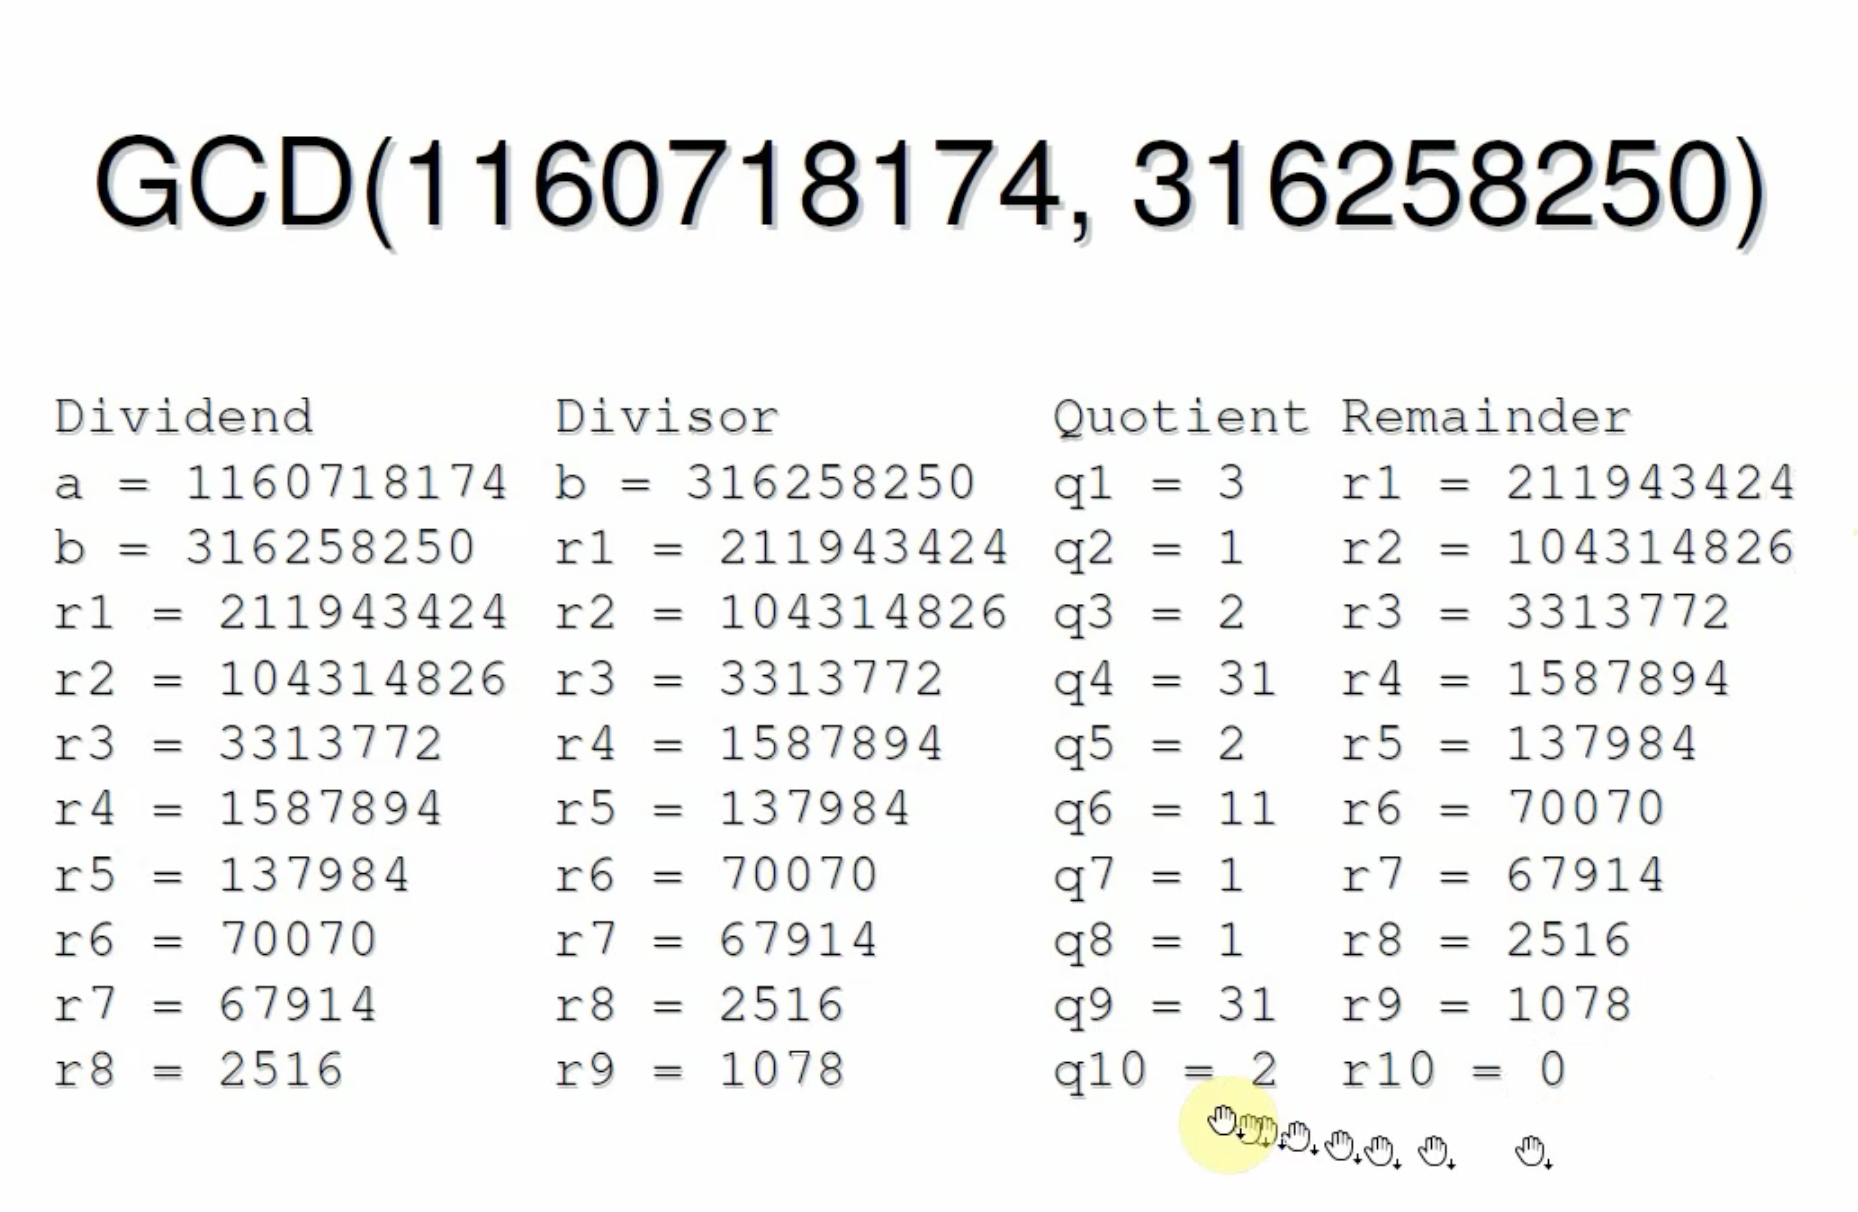 GCD(1160718174, 316258250)
Dividend Divisor Quotient Remainder
a = 1160718174 b = 316258250 q1 = 3 r1 = 211943424
b = 316258250 r1 = 211943424 q2 = 1 r2 = 104314826
r1 = 211943424 r2 = 104314826 q3 = 2 r3 = 3313772
r2 = 104314826 r3 = 3313772 q4 = 31 r4 = 1587894
r3 = 3313772 r4 = 1587894 q5 = 2 r5 = 137984
r4 = 1587894 r5 = 137984 q6 = 11 r6 = 70070
r5 = 137984 r6 = 70070 q7 = 1 r7 = 67914
r6 = 70070 r7 = 67914 q8 = 1 r8 = 2516
r7 = 67914 r8 = 2516 q9 = 31 r9 = 1078
r8 = 2516 r9 = 1078 q10 = 2 r10 = 0